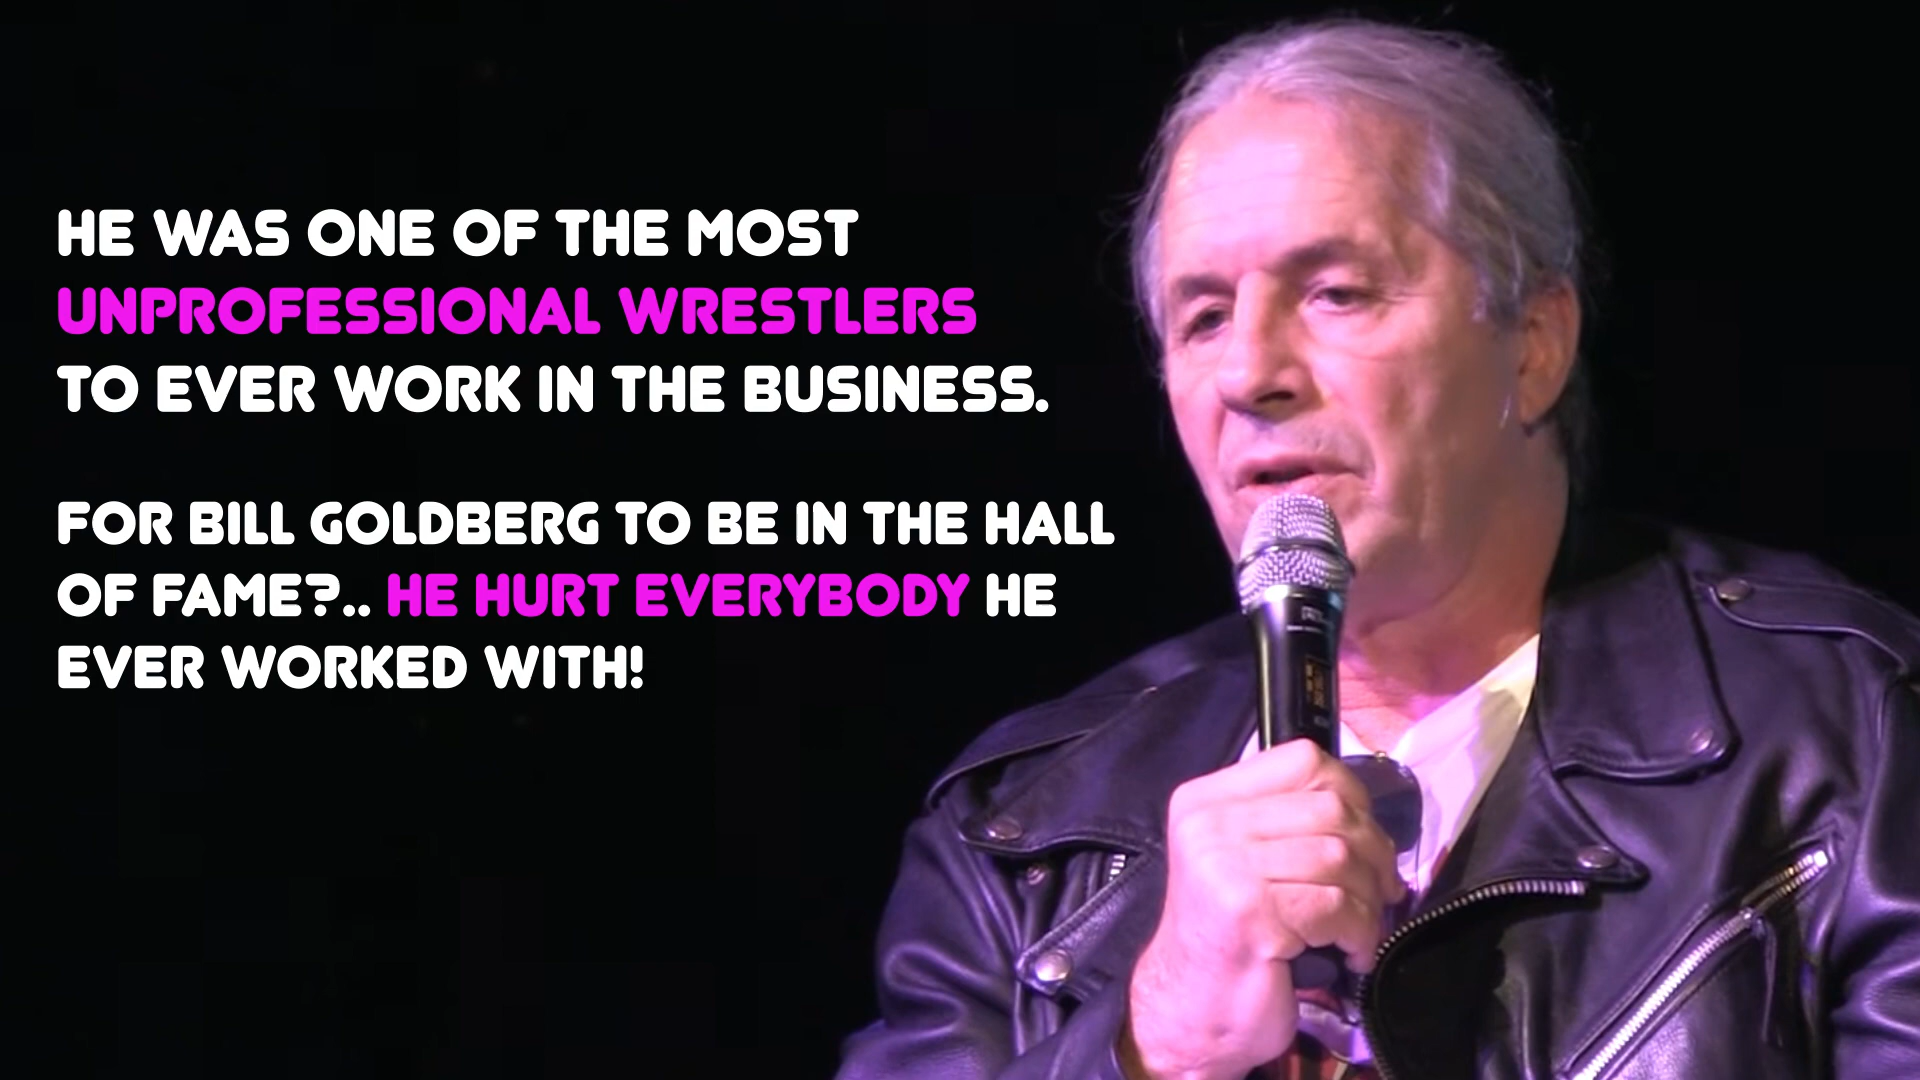 HE WAS ONE OF THE MOST
UNPROFESSIONAL WRESTLERS
TO EVER WORK IN THE BUSINESS.
FOR BILL GOLDBERG TO BE IN THE HALL
OF FAME?.. HE HURT EVERYBODY HE
EVER WORKED WITH!